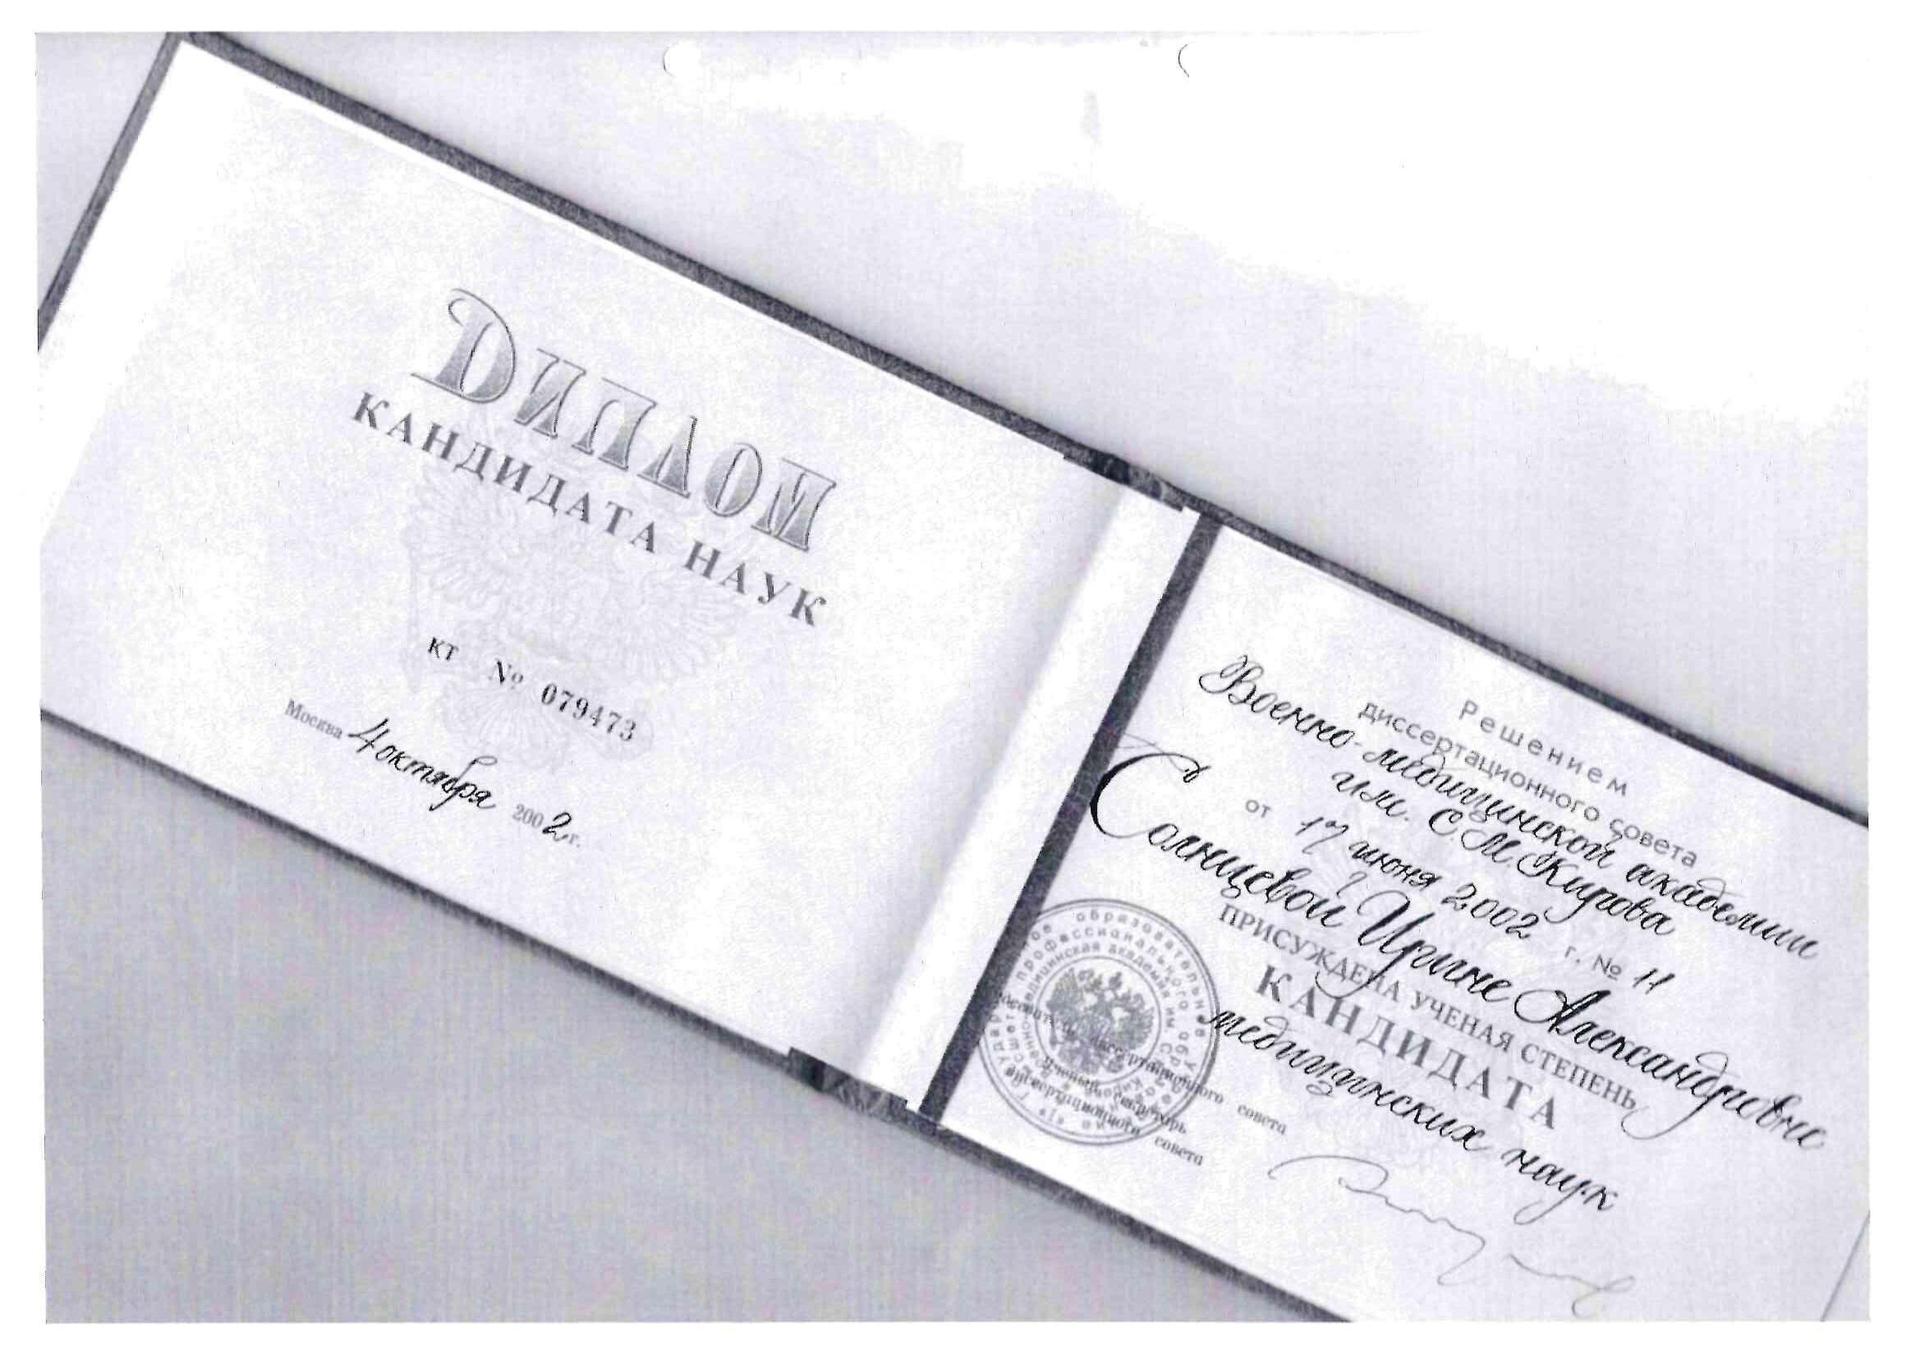 Диплом
КАНДИДАТА НАУК
КТ № 079473
Москва 4 октября 2002 г.
Решением
диссертационного совета
Военно-медицинской академии
им. С.М. Кирова
от 17 июня 2002 г. № 11
Солнцевой Ирине Александровне
ПРИСУЖДЕНА УЧЕНАЯ СТЕПЕНЬ
КАНДИДАТА
медицинских наук
диссертационного совета
Ученый секретарь
диссертационного совета